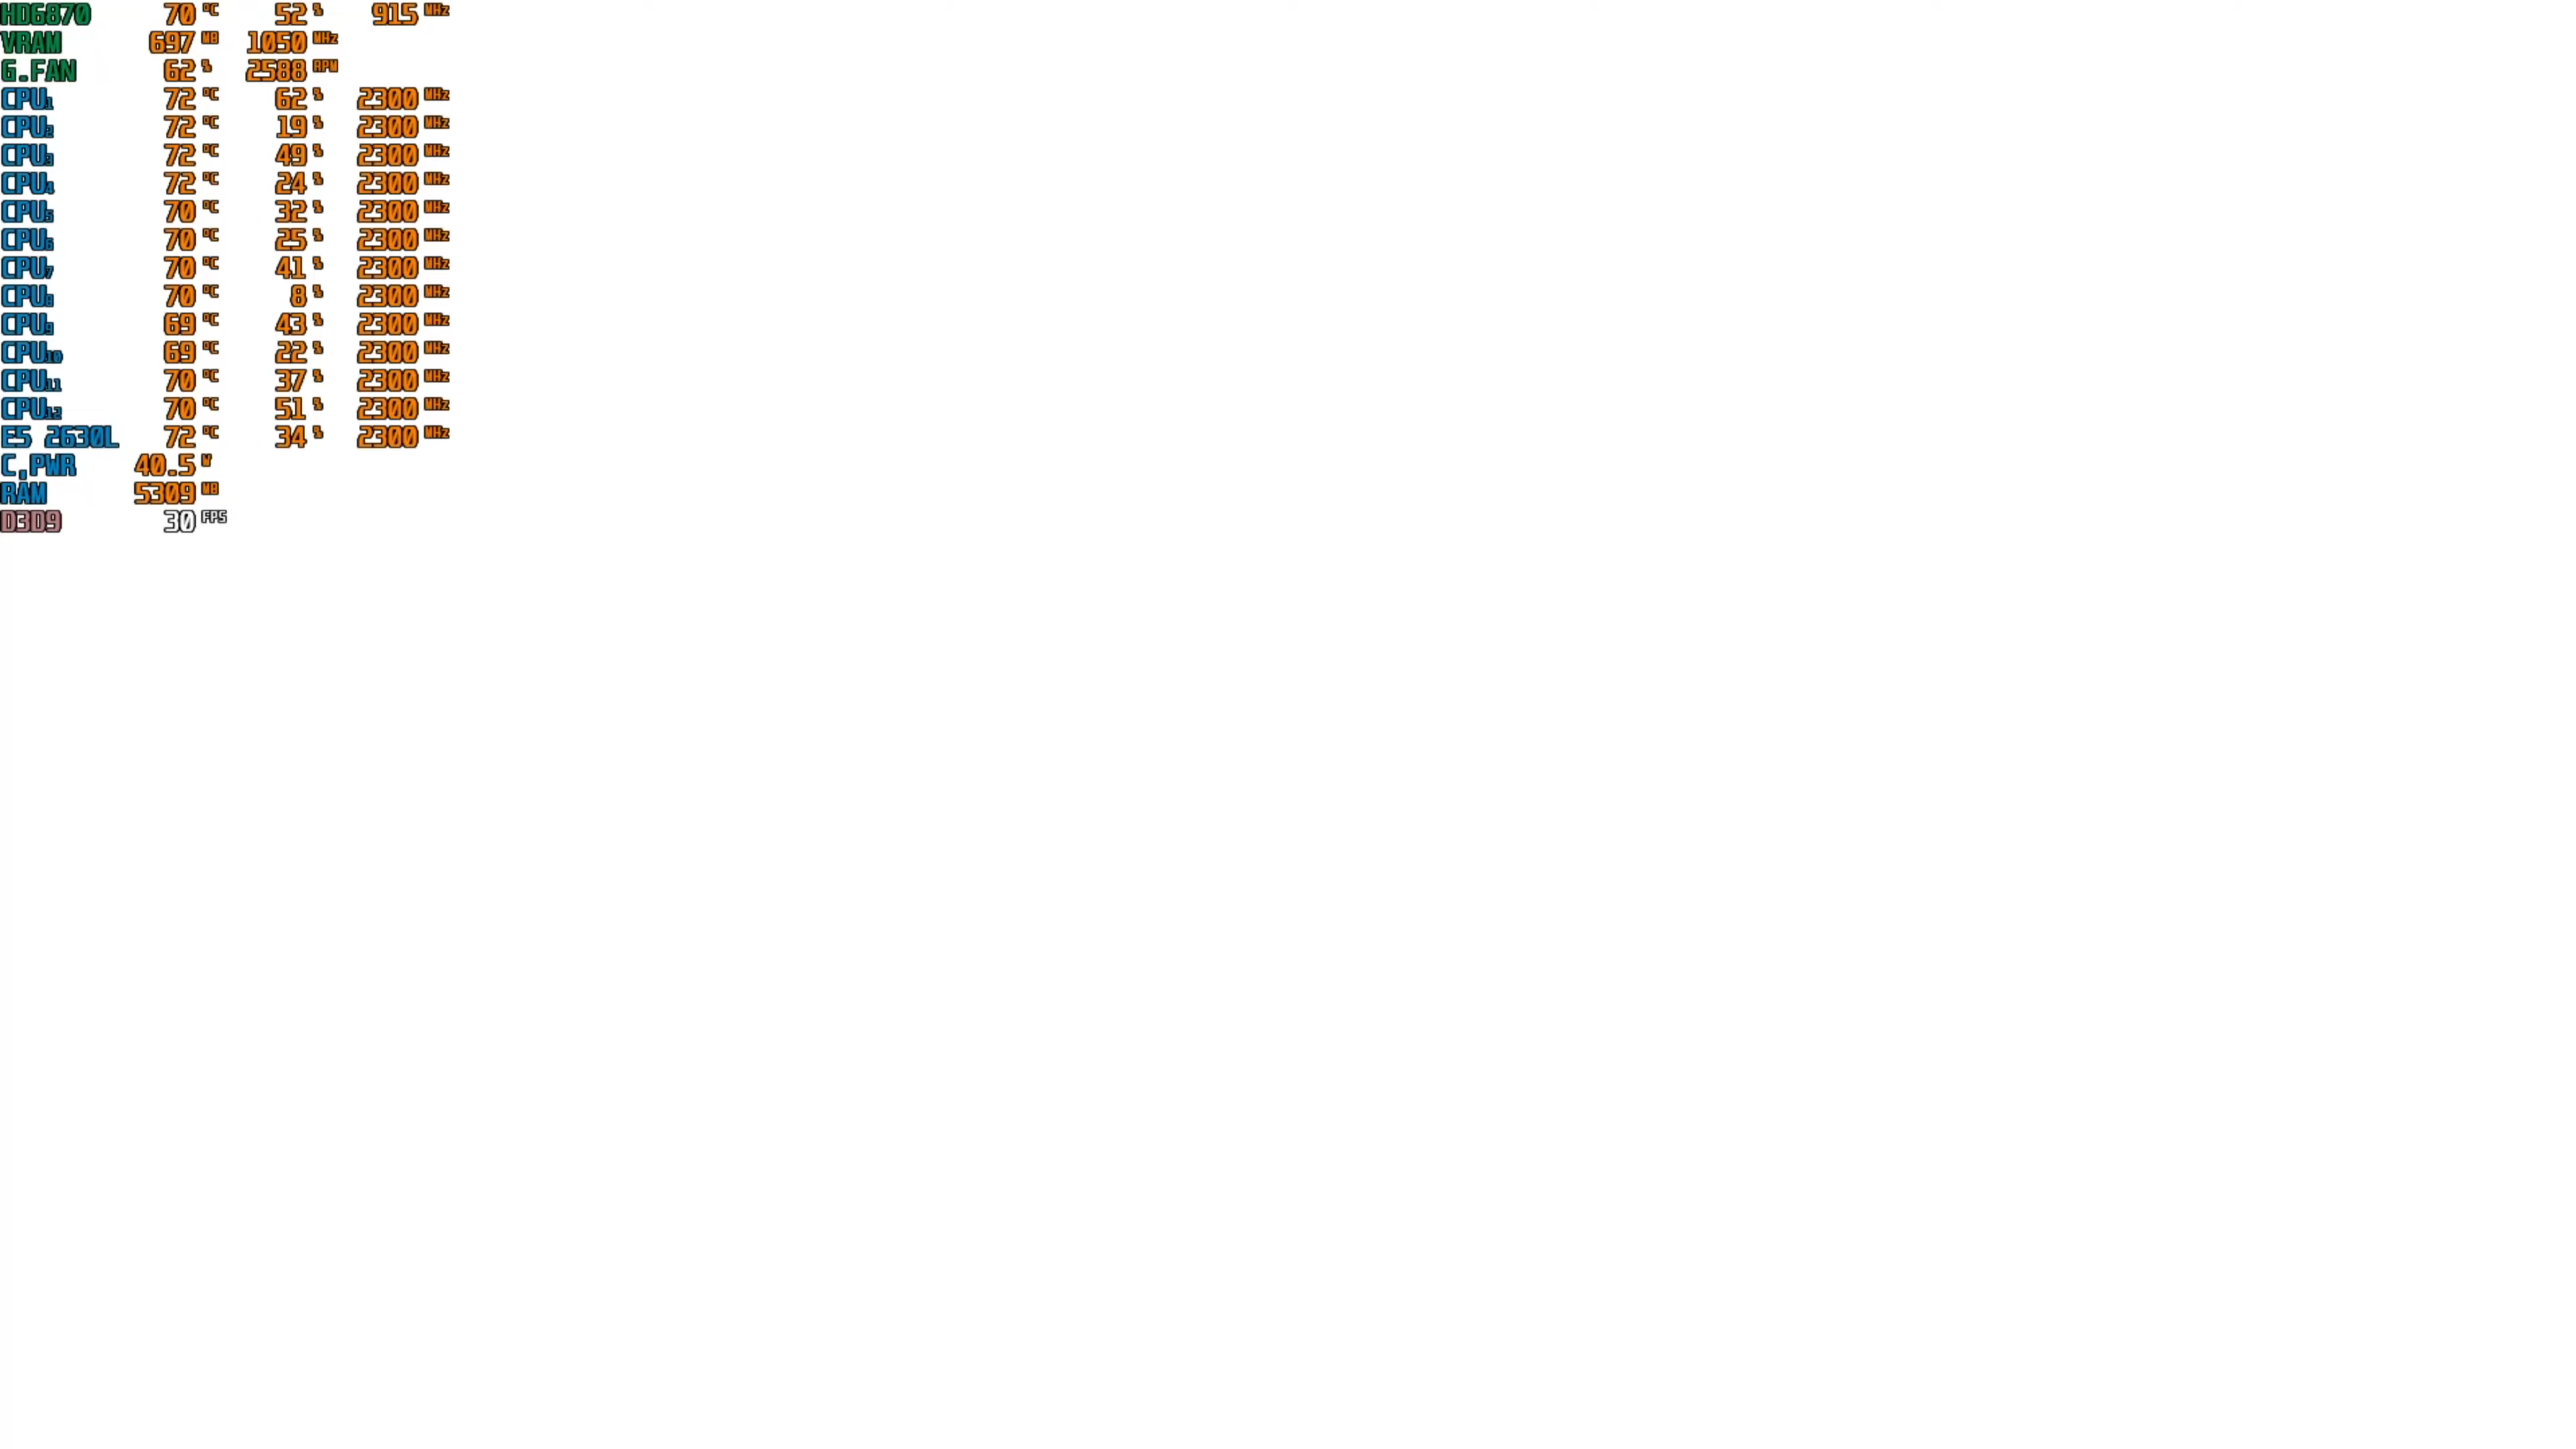 HD6870 70 °C 52 % 915 MHz
VRAM 697 MB 1050 MHz
G.FAN 62 % 2588 RPM
CPU1 72 °C 62 % 2300 MHz
CPU2 72 °C 19 % 2300 MHz
CPU3 72 °C 49 % 2300 MHz
CPU4 72 °C 24 % 2300 MHz
CPU5 70 °C 32 % 2300 MHz
CPU6 70 °C 25 % 2300 MHz
CPU7 70 °C 41 % 2300 MHz
CPU8 70 °C 8 % 2300 MHz
CPU9 69 °C 43 % 2300 MHz
CPU10 69 °C 22 % 2300 MHz
CPU11 70 °C 37 % 2300 MHz
CPU12 70 °C 51 % 2300 MHz
E5 2630L 72 °C 34 % 2300 MHz
C,PWR 40.5 W
RAM 5309 MB
D3D9 30 FPS